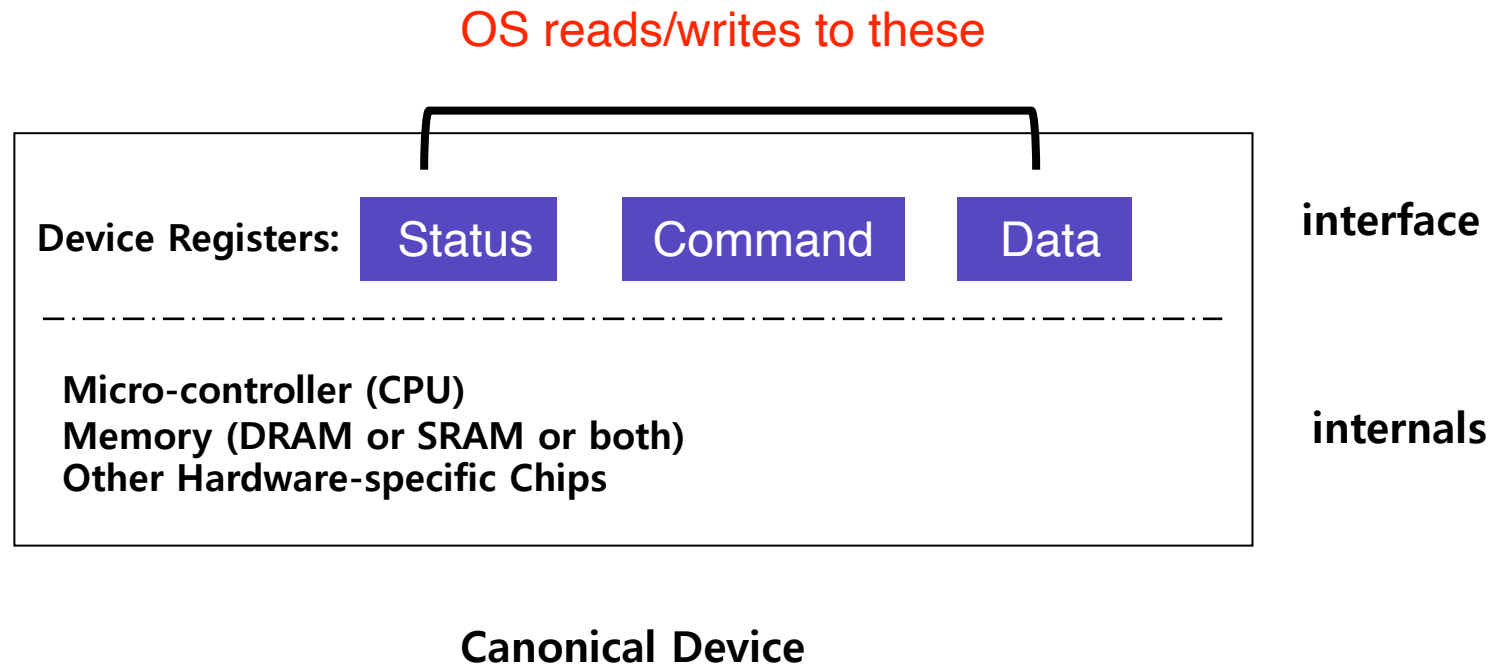 OS reads/writes to these
Device Registers: Status Command Data
interface
Micro-controller (CPU)
Memory (DRAM or SRAM or both)
Other Hardware-specific Chips
internals
Canonical Device